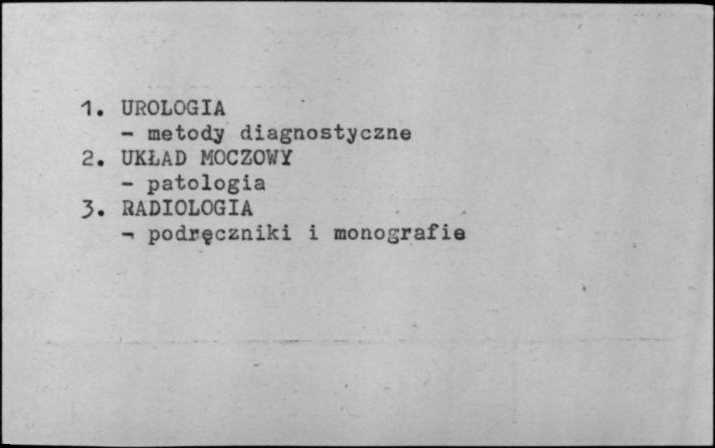 1. UROLOGIA
- metody diagnostyczne
2. UKŁAD MOCZOWY
- patologia
3. RADIOLOGIA
- podręczniki i monografie